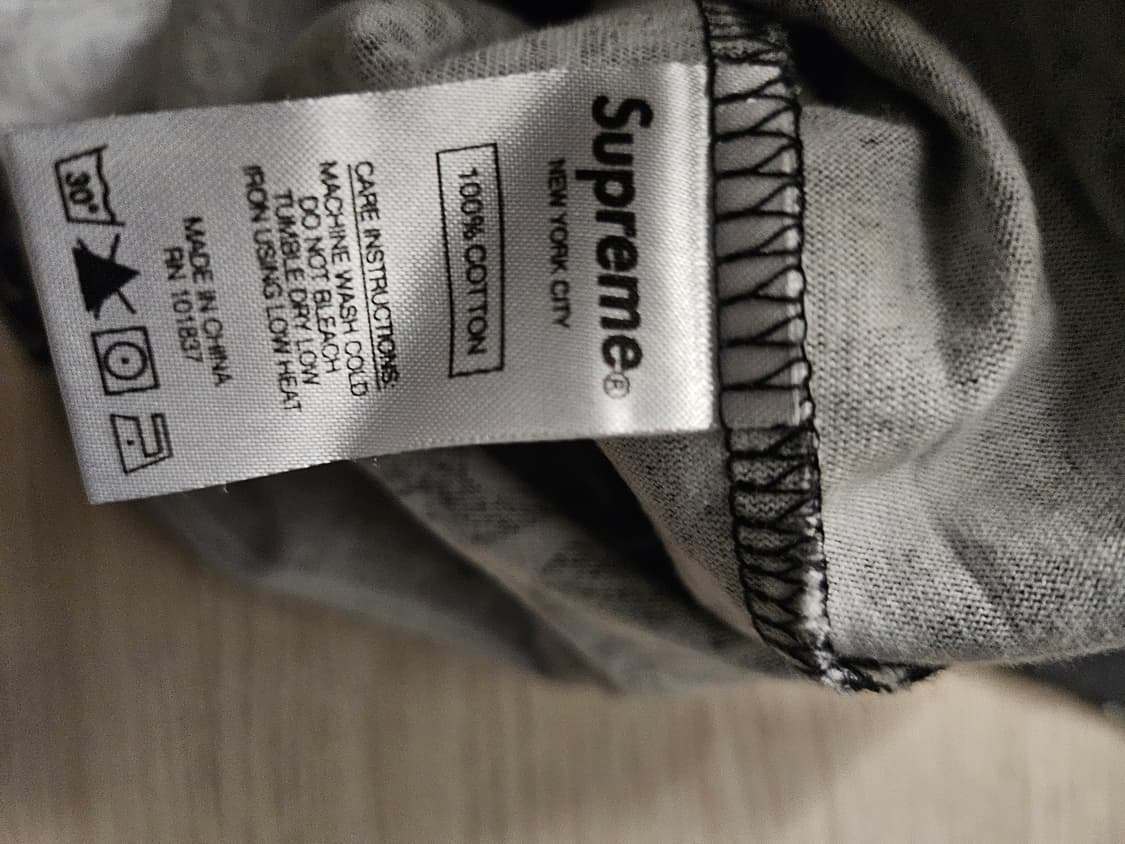 Supreme®
NEW YORK CITY
100% COTTON
CARE INSTRUCTIONS:
MACHINE WASH COLD
DO NOT BLEACH
TUMBLE DRY LOW
IRON USING LOW HEAT
MADE IN CHINA
RN 101837
30°